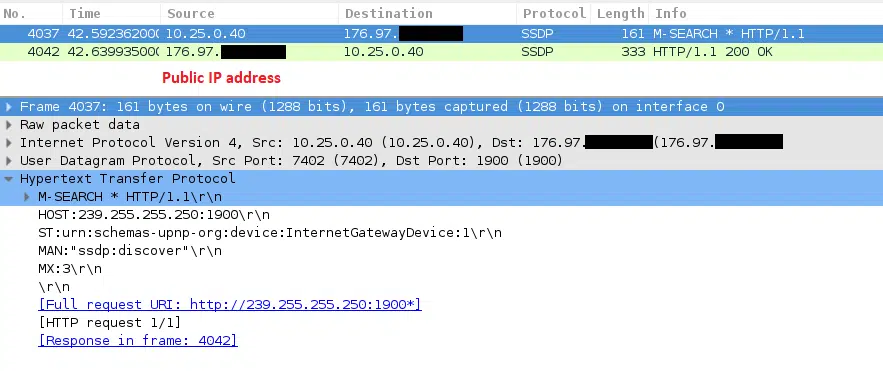 No. Time Source Destination Protocol Length Info
4037 42.592362000 10.25.0.40 176.97. SSDP 161 M-SEARCH * HTTP/1.1
4042 42.639935000 176.97. 10.25.0.40 SSDP 333 HTTP/1.1 200 OK
Public IP address
Frame 4037: 161 bytes on wire (1288 bits), 161 bytes captured (1288 bits) on interface 0
Raw packet data
Internet Protocol Version 4, Src: 10.25.0.40 (10.25.0.40), Dst: 176.97. (176.97.
User Datagram Protocol, Src Port: 7402 (7402), Dst Port: 1900 (1900)
Hypertext Transfer Protocol
M-SEARCH * HTTP/1.1\r\n
HOST:239.255.255.250:1900\r\n
ST:urn:schemas-upnp-org:device:InternetGatewayDevice:1\r\n
MAN:"ssdp:discover"\r\n
MX:3\r\n
\r\n
[Full request URI: http://239.255.255.250:1900*]
[HTTP request 1/1]
[Response in frame: 4042]